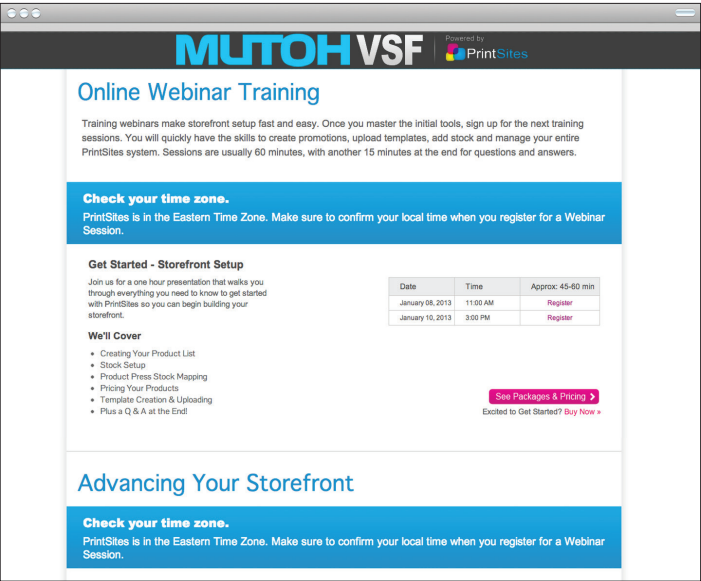 MUTOH VSF
Powered by
PrintSites
Online Webinar Training
Training webinars make storefront setup fast and easy. Once you master the initial tools, sign up for the next training
sessions. You will quickly have the skills to create promotions, upload templates, add stock and manage your entire
PrintSites system. Sessions are usually 60 minutes, with another 15 minutes at the end for questions and answers.
Check your time zone.
PrintSites is in the Eastern Time Zone. Make sure to confirm your local time when you register for a Webinar
Session.
Get Started - Storefront Setup
Join us for a one hour presentation that walks you
through everything you need to know to get started
with PrintSites so you can begin building your
storefront.
We'll Cover
• Creating Your Product List
• Stock Setup
• Product Press Stock Mapping
• Pricing Your Products
• Template Creation & Uploading
• Plus a Q & A at the End!
Date Time Approx: 45-60 min
January 08, 2013 11:00 AM Register
January 10, 2013 3:00 PM Register
See Packages & Pricing
Excited to Get Started? Buy Now »
Advancing Your Storefront
Check your time zone.
PrintSites is in the Eastern Time Zone. Make sure to confirm your local time when you register for a Webinar
Session.